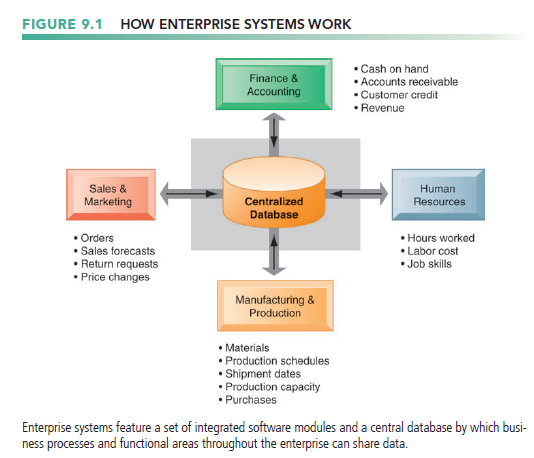 FIGURE 9.1 HOW ENTERPRISE SYSTEMS WORK
Finance &
Accounting
• Cash on hand
• Accounts receivable
• Customer credit
• Revenue
Sales &
Marketing
• Orders
• Sales forecasts
• Return requests
• Price changes
Centralized
Database
Human
Resources
• Hours worked
• Labor cost
• Job skills
Manufacturing &
Production
• Materials
• Production schedules
• Shipment dates
• Production capacity
• Purchases
Enterprise systems feature a set of integrated software modules and a central database by which busi-
ness processes and functional areas throughout the enterprise can share data.